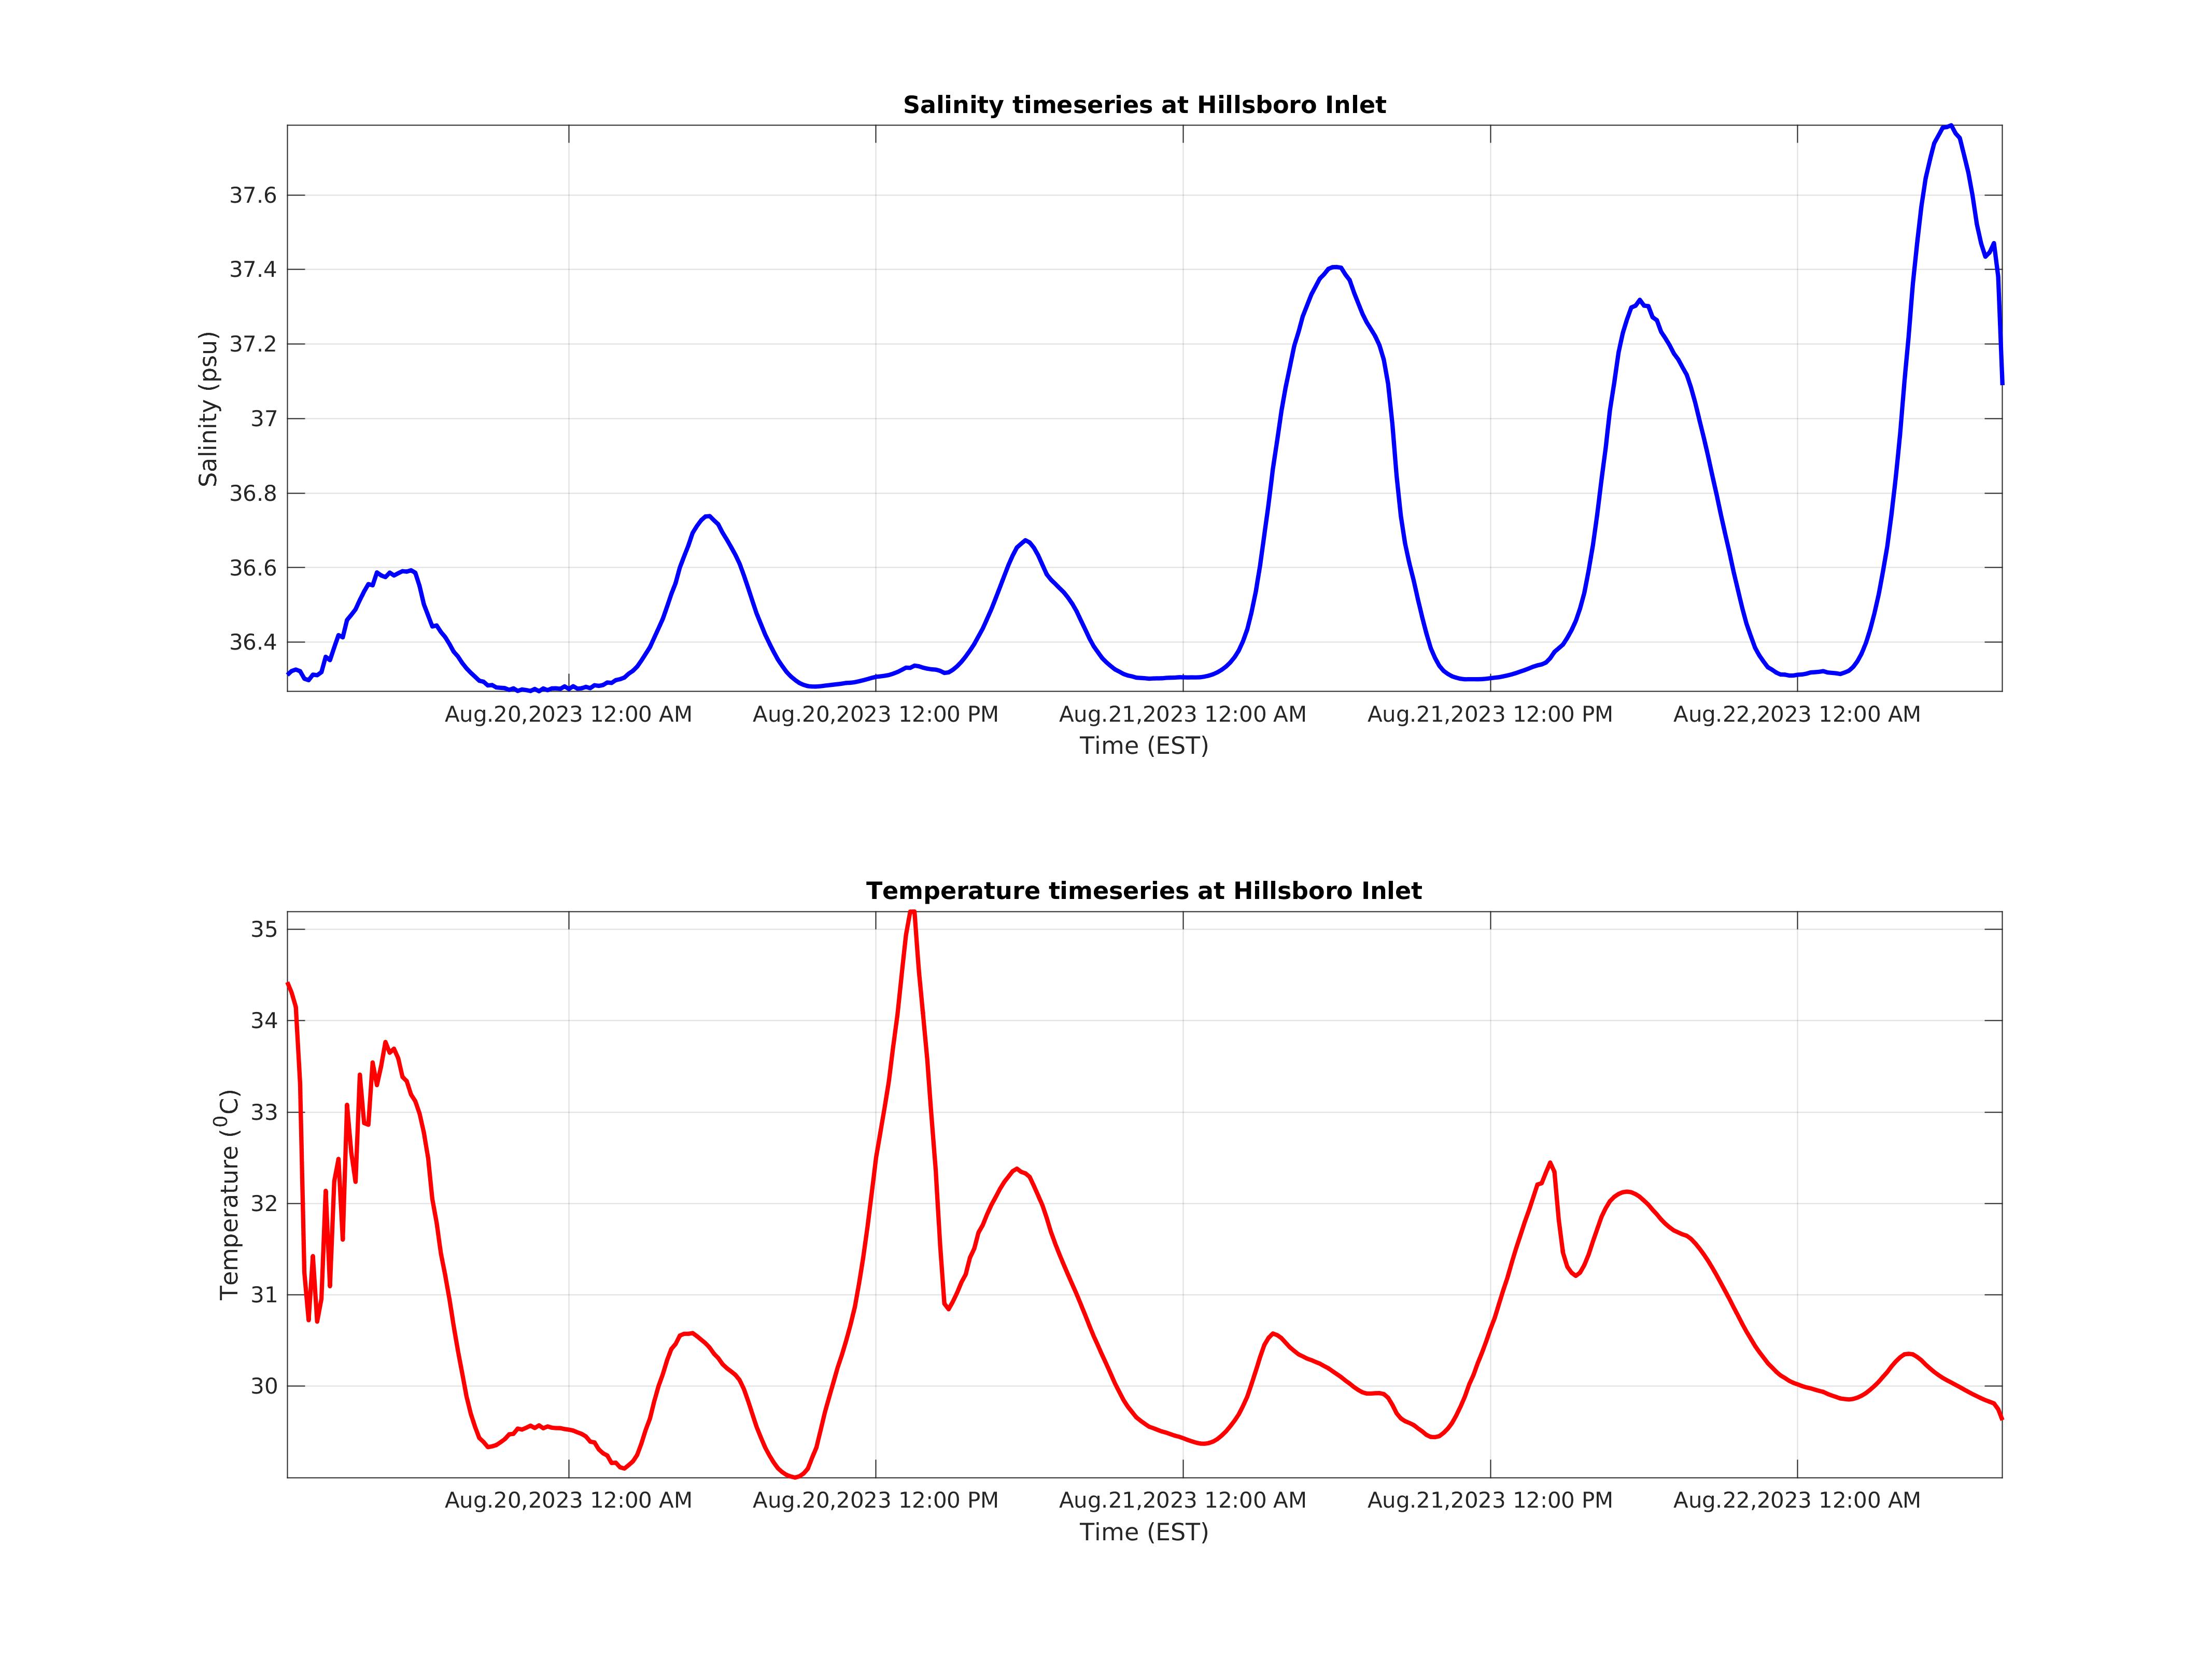 Salinity timeseries at Hillsboro Inlet
37.6
37.4
37.2
37
36.8
36.6
36.4
Salinity (psu)
Aug.20,2023 12:00 AM Aug.20,2023 12:00 PM Aug.21,2023 12:00 AM Aug.21,2023 12:00 PM Aug.22,2023 12:00 AM
Time (EST)
Temperature timeseries at Hillsboro Inlet
35
34
33
32
31
30
Temperature (⁰C)
Aug.20,2023 12:00 AM Aug.20,2023 12:00 PM Aug.21,2023 12:00 AM Aug.21,2023 12:00 PM Aug.22,2023 12:00 AM
Time (EST)